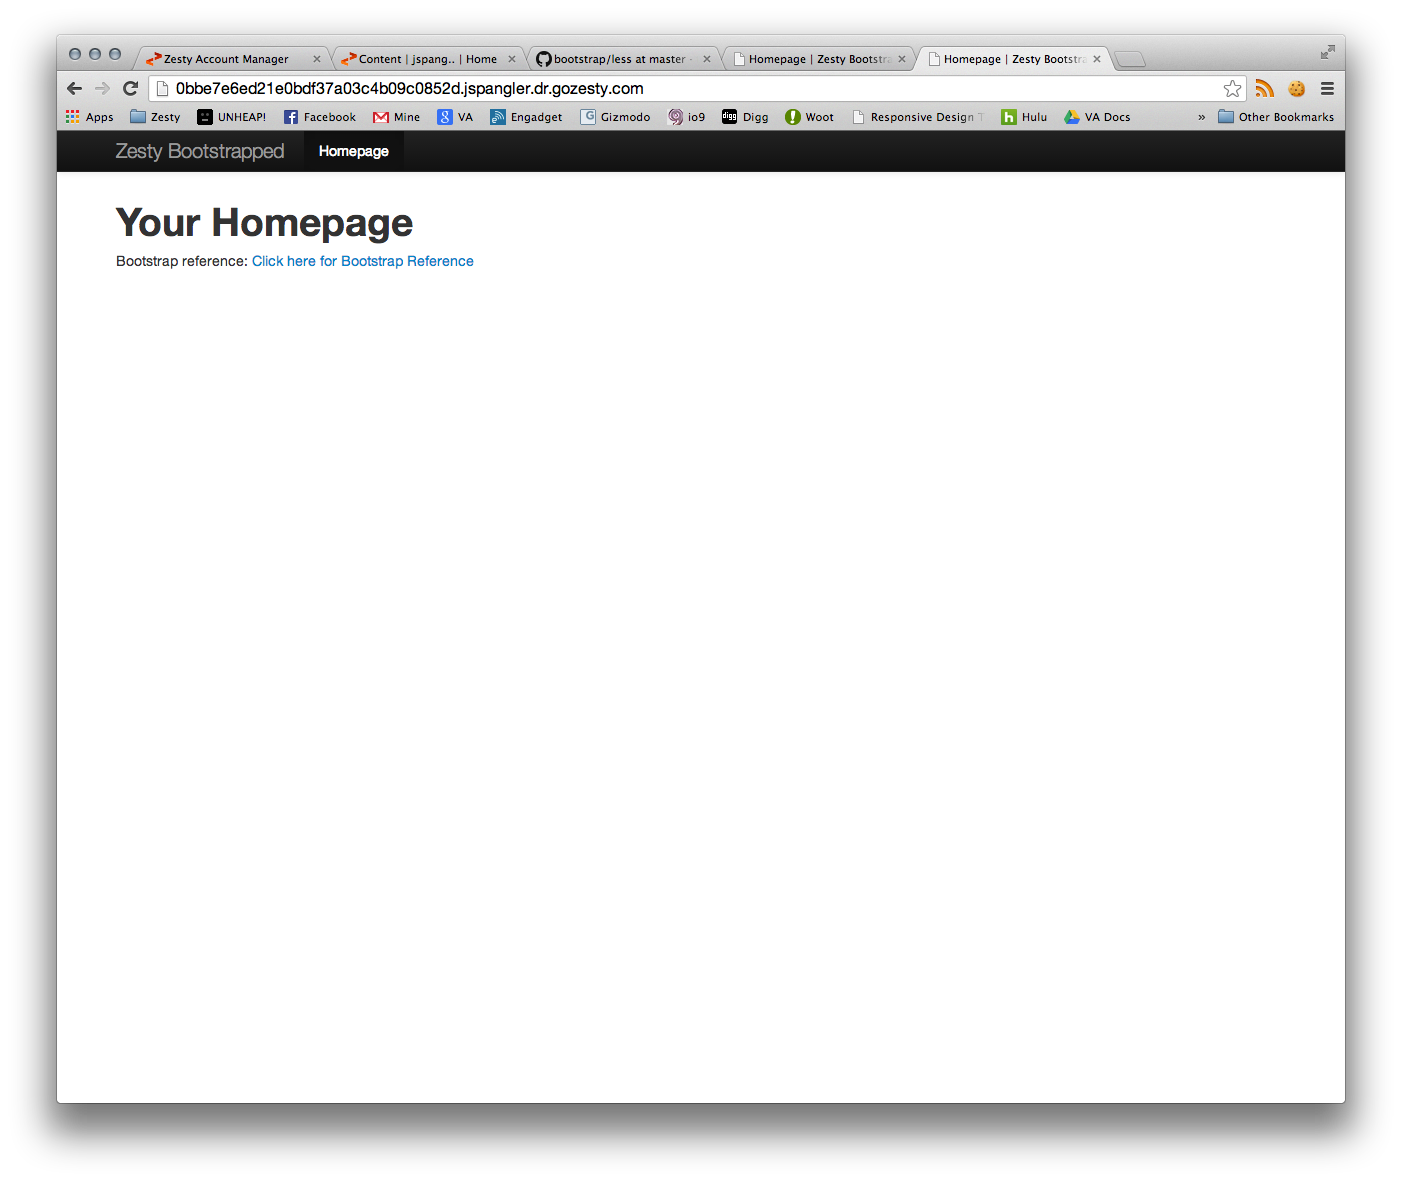 Zesty Account Manager
Content | jspang.. | Home
bootstrap/less at master ·
Homepage | Zesty Bootstra
Homepage | Zesty Bootstra
0bbe7e6ed21e0bdf37a03c4b09c0852d.jspangler.dr.gozesty.com
Apps Zesty UNHEAP! Facebook Mine VA Engadget Gizmodo io9 Digg Woot Responsive Design T Hulu VA Docs » Other Bookmarks
Zesty Bootstrapped Homepage
Your Homepage
Bootstrap reference: Click here for Bootstrap Reference